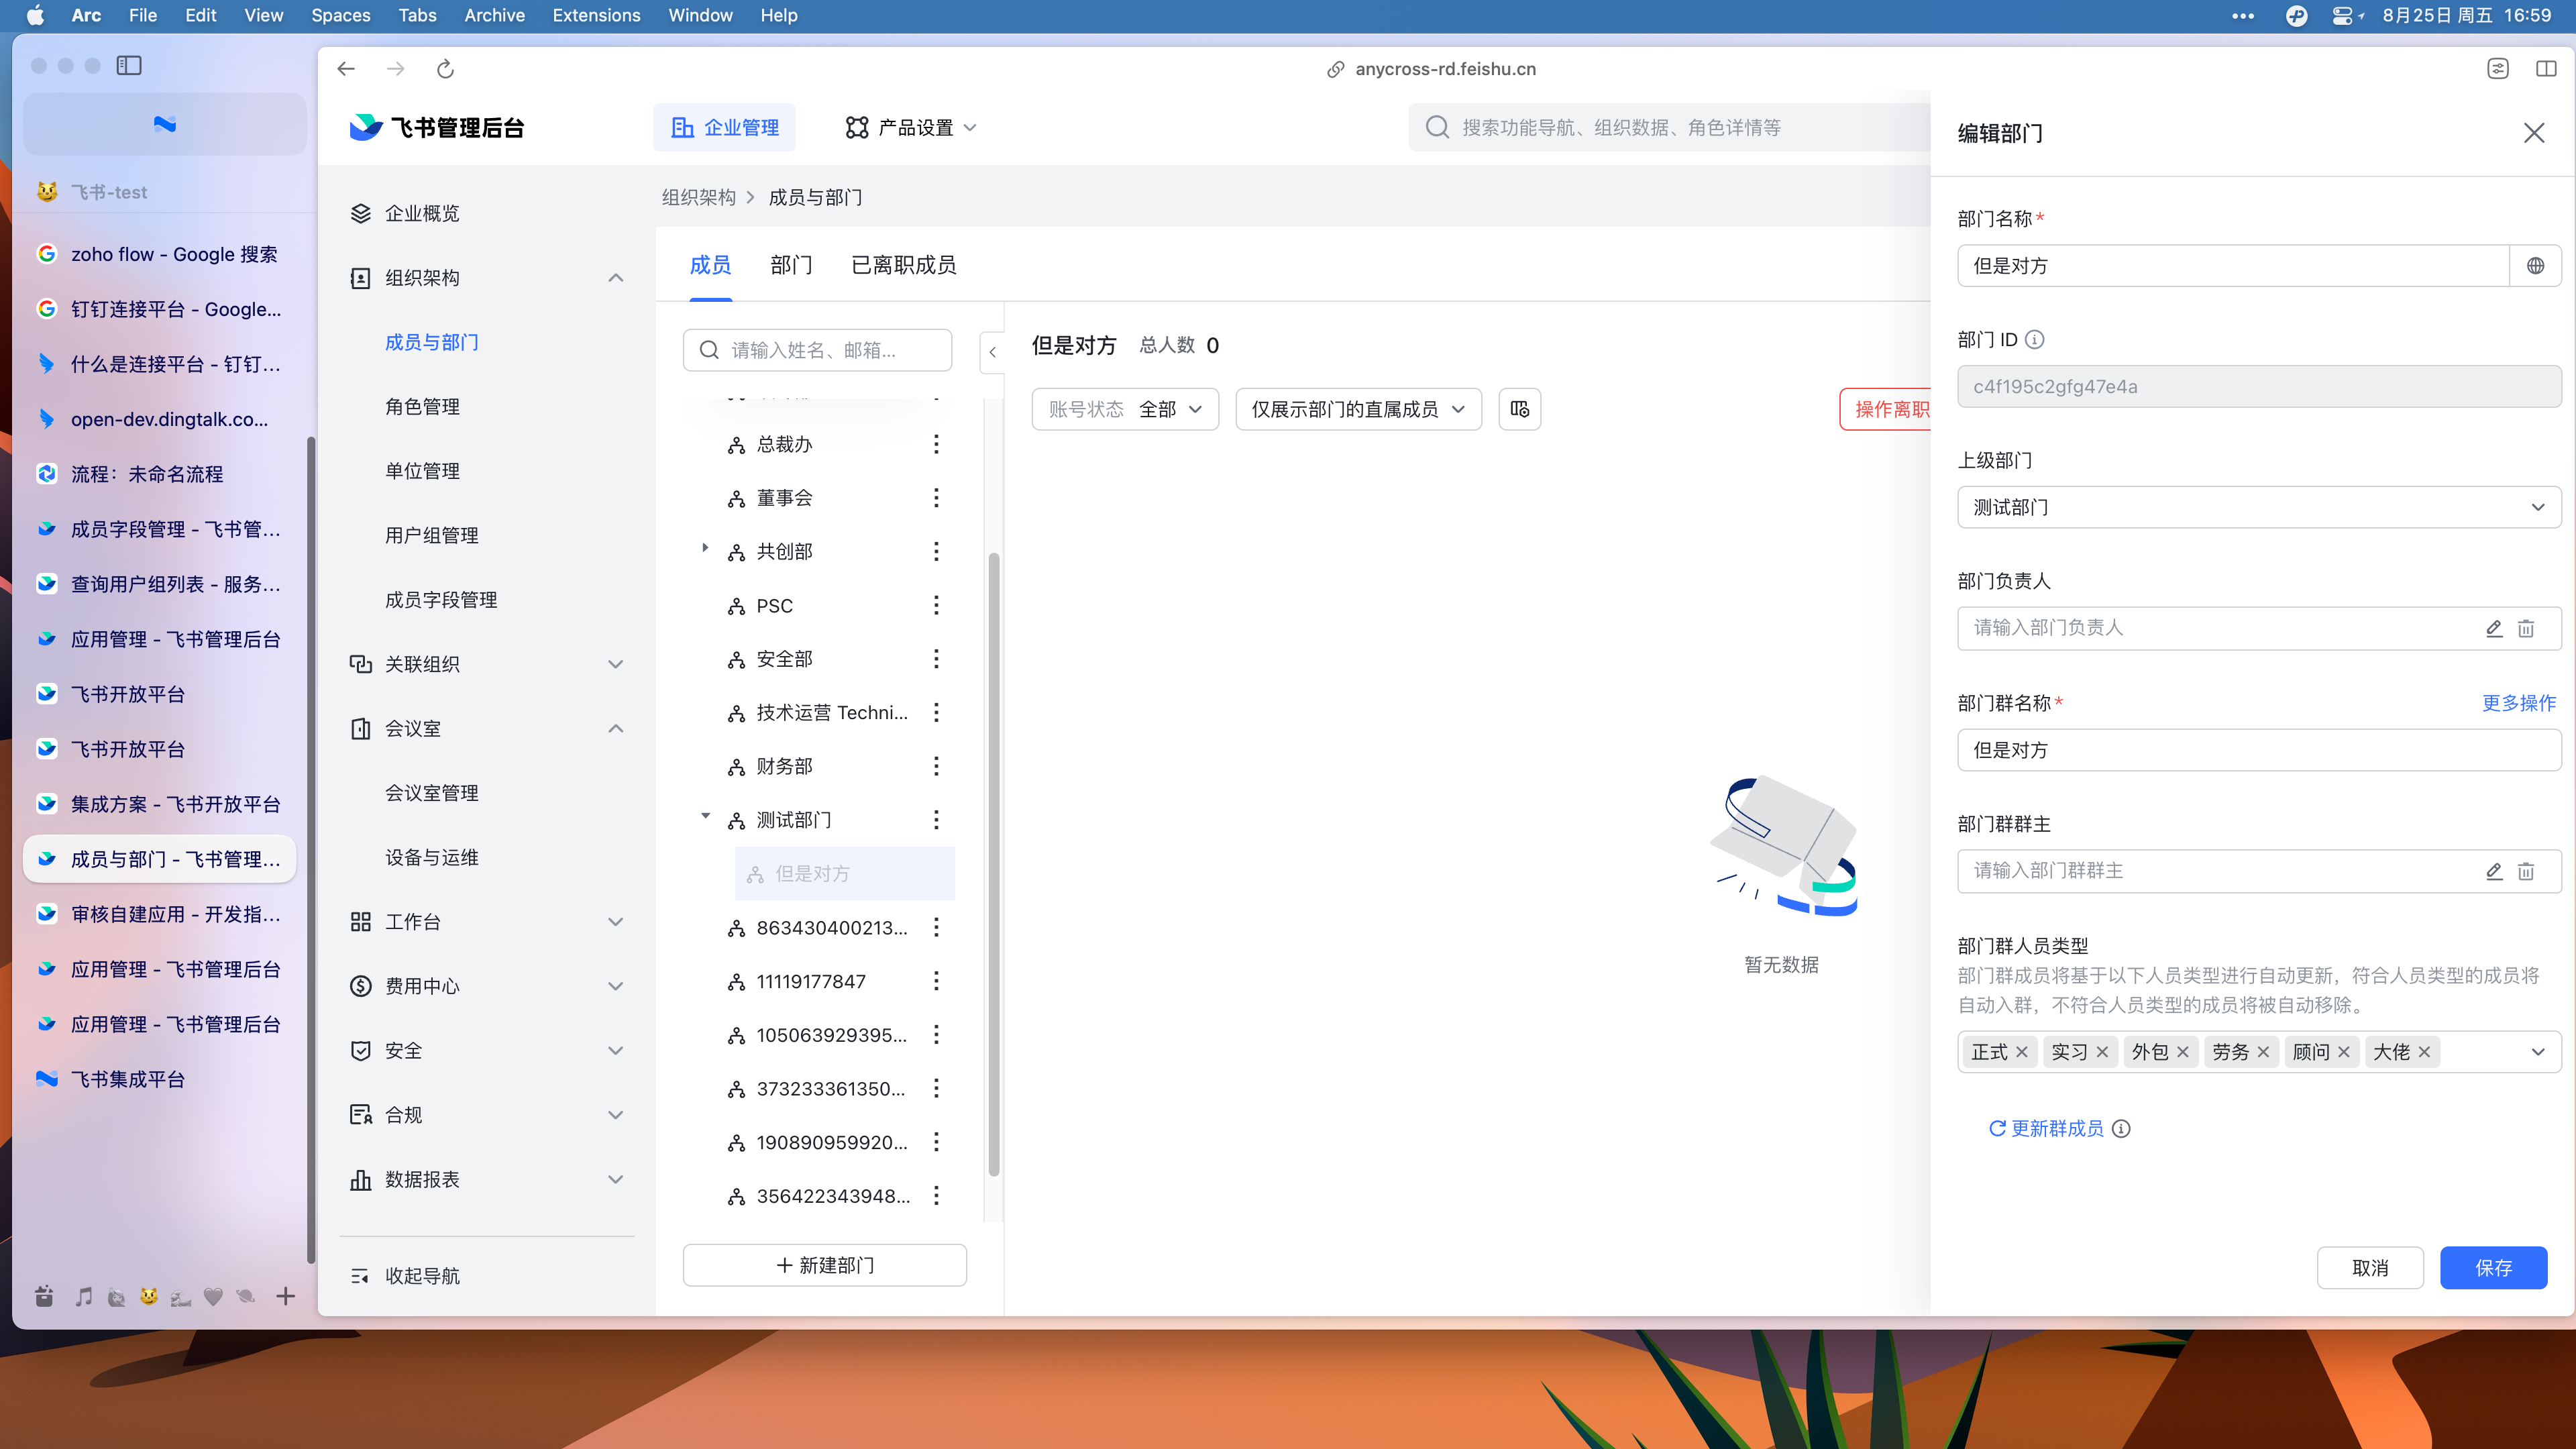 Arc File Edit View Spaces Tabs Archive Extensions Window Help
8月25日 周五 16:59
飞书-test
zoho flow - Google 搜索
钉钉连接平台 - Google...
什么是连接平台 - 钉钉...
open-dev.dingtalk.co...
流程：未命名流程
成员字段管理 - 飞书管...
查询用户组列表 - 服务...
应用管理 - 飞书管理后台
飞书开放平台
飞书开放平台
集成方案 - 飞书开放平台
成员与部门 - 飞书管理...
审核自建应用 - 开发指...
应用管理 - 飞书管理后台
应用管理 - 飞书管理后台
飞书集成平台
anycross-rd.feishu.cn
飞书管理后台
企业管理
产品设置
搜索功能导航、组织数据、角色详情等
企业概览
组织架构
成员与部门
角色管理
单位管理
用户组管理
成员字段管理
关联组织
会议室
会议室管理
设备与运维
工作台
费用中心
安全
合规
数据报表
收起导航
组织架构 > 成员与部门
成员 部门 已离职成员
请输入姓名、邮箱...
总裁办
董事会
共创部
PSC
安全部
技术运营 Techni...
财务部
测试部门
但是对方
863430400213...
11119177847
105063929395...
373233361350...
190890959920...
356422343948...
新建部门
但是对方 总人数 0
账号状态 全部
仅展示部门的直属成员
操作离职
暂无数据
编辑部门
部门名称*
但是对方
部门 ID
c4f195c2gfg47e4a
上级部门
测试部门
部门负责人
请输入部门负责人
部门群名称*
更多操作
但是对方
部门群群主
请输入部门群群主
部门群人员类型
部门群成员将基于以下人员类型进行自动更新，符合人员类型的成员将
自动入群，不符合人员类型的成员将被自动移除。
正式 实习 外包 劳务 顾问 大佬
更新群成员
取消 保存